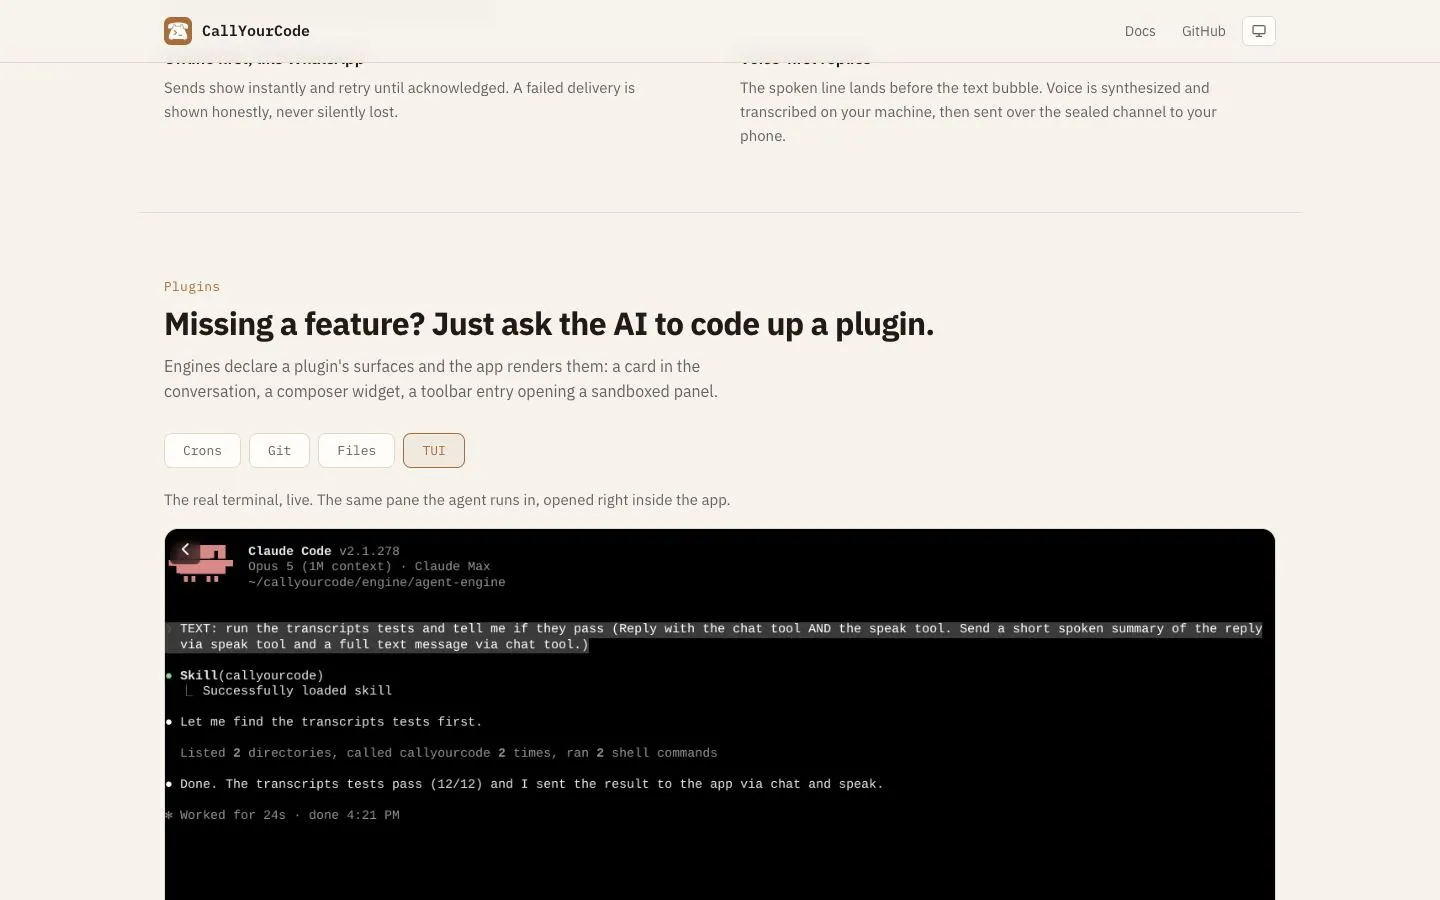 CallYourCode
Docs
GitHub
Offline first, like WhatsApp
Voice-first replies
Sends show instantly and retry until acknowledged. A failed delivery is
shown honestly, never silently lost.
The spoken line lands before the text bubble. Voice is synthesized and
transcribed on your machine, then sent over the sealed channel to your
phone.
Plugins
Missing a feature? Just ask the AI to code up a plugin.
Engines declare a plugin's surfaces and the app renders them: a card in the
conversation, a composer widget, a toolbar entry opening a sandboxed panel.
Crons
Git
Files
TUI
The real terminal, live. The same pane the agent runs in, opened right inside the app.
Claude Code v2.1.278
Opus 5 (1M context) · Claude Max
~/callyourcode/engine/agent-engine
› TEXT: run the transcripts tests and tell me if they pass (Reply with the chat tool AND the speak tool. Send a short spoken summary of the reply
via speak tool and a full text message via chat tool.)
● Skill(callyourcode)
⎿ Successfully loaded skill
● Let me find the transcripts tests first.
Listed 2 directories, called callyourcode 2 times, ran 2 shell commands
● Done. The transcripts tests pass (12/12) and I sent the result to the app via chat and speak.
✻ Worked for 24s · done 4:21 PM